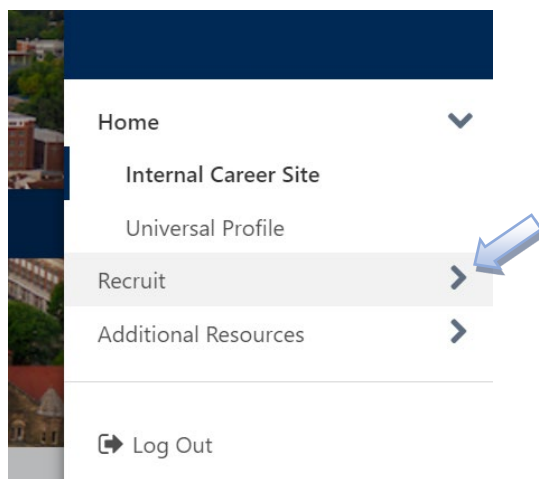 Home
Internal Career Site
Universal Profile
Recruit
Additional Resources
Log Out